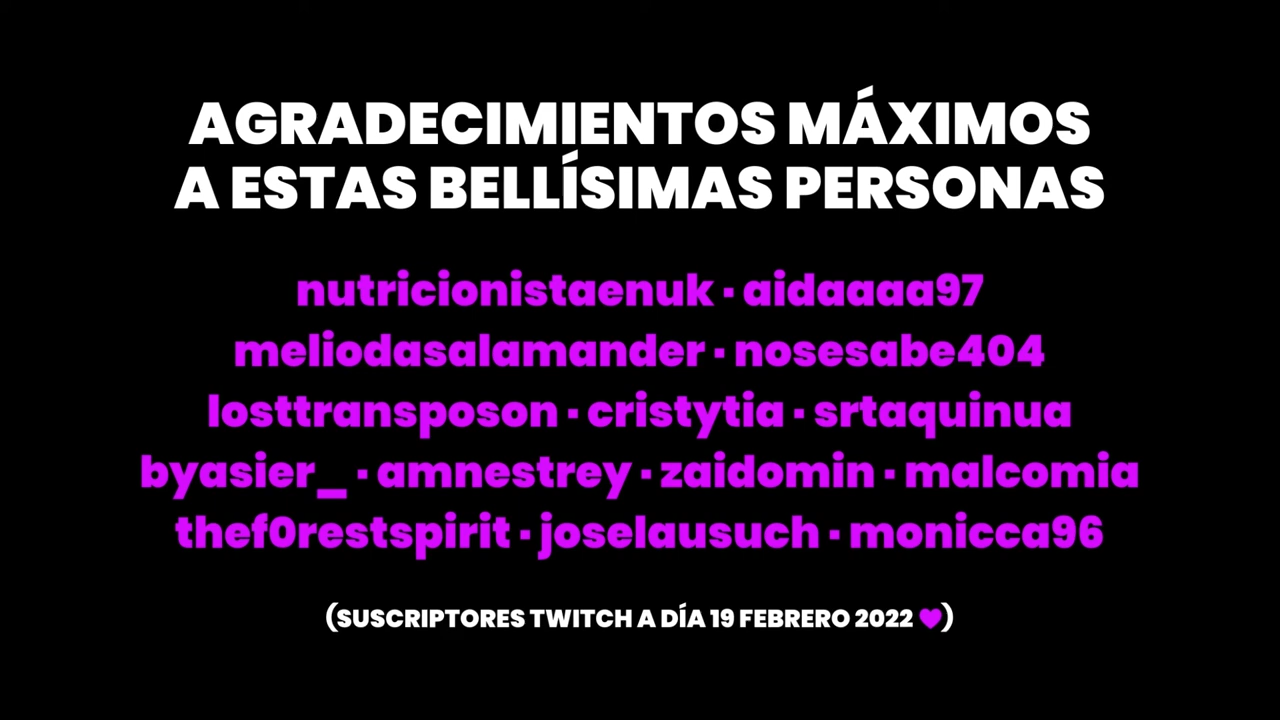 AGRADECIMIENTOS MÁXIMOS
A ESTAS BELLÍSIMAS PERSONAS
nutricionistaenuk · aidaaaa97
meliodasalamander · nosesabe404
losttransposon · cristytia · srtaquinua
byasier_ · amnestrey · zaidomin · malcomia
thef0restspirit · joselausuch · monicca96
(SUSCRIPTORES TWITCH A DÍA 19 FEBRERO 2022 💜)